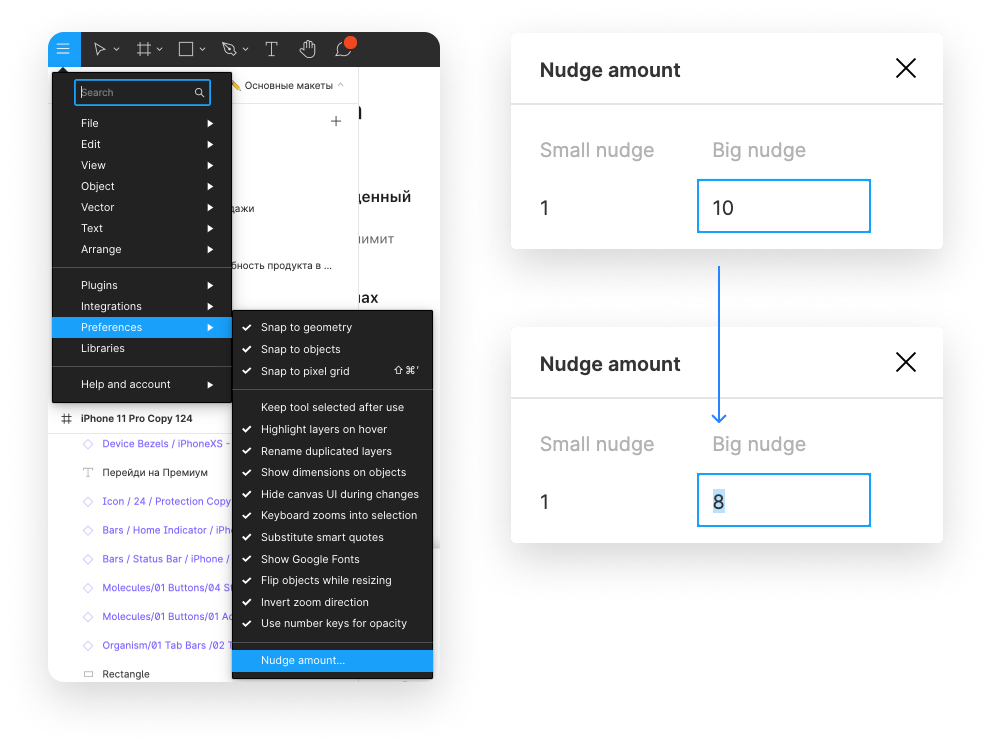 Search
File
Edit
View
Object
Vector
Text
Arrange
Plugins
Integrations
Preferences
Libraries
Help and account
Основные макеты
дажи
бность продукта в ...
денный
лимит
лах
Snap to geometry
Snap to objects
Snap to pixel grid ⇧⌘'
Keep tool selected after use
Highlight layers on hover
Rename duplicated layers
Show dimensions on objects
Hide canvas UI during changes
Keyboard zooms into selection
Substitute smart quotes
Show Google Fonts
Flip objects while resizing
Invert zoom direction
Use number keys for opacity
Nudge amount...
iPhone 11 Pro Copy 124
Device Bezels / iPhoneXS -
Перейди на Премиум
Icon / 24 / Protection Copy
Bars / Home Indicator / iPh
Bars / Status Bar / iPhone /
Molecules/01 Buttons/04 S
Molecules/01 Buttons/01 A
Organism/01 Tab Bars /02 T
Rectangle
Nudge amount
Small nudge Big nudge
1 10
Nudge amount
Small nudge Big nudge
1 8